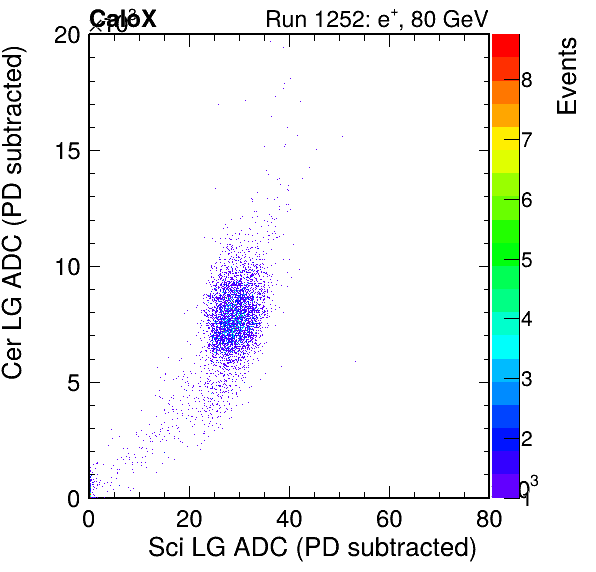 CaloX Run 1252: e+, 80 GeV
×10³
Cer LG ADC (PD subtracted)
20
15
10
5
0
0 20 40 60 80
Sci LG ADC (PD subtracted)
Events
8
7
6
5
4
3
2
1